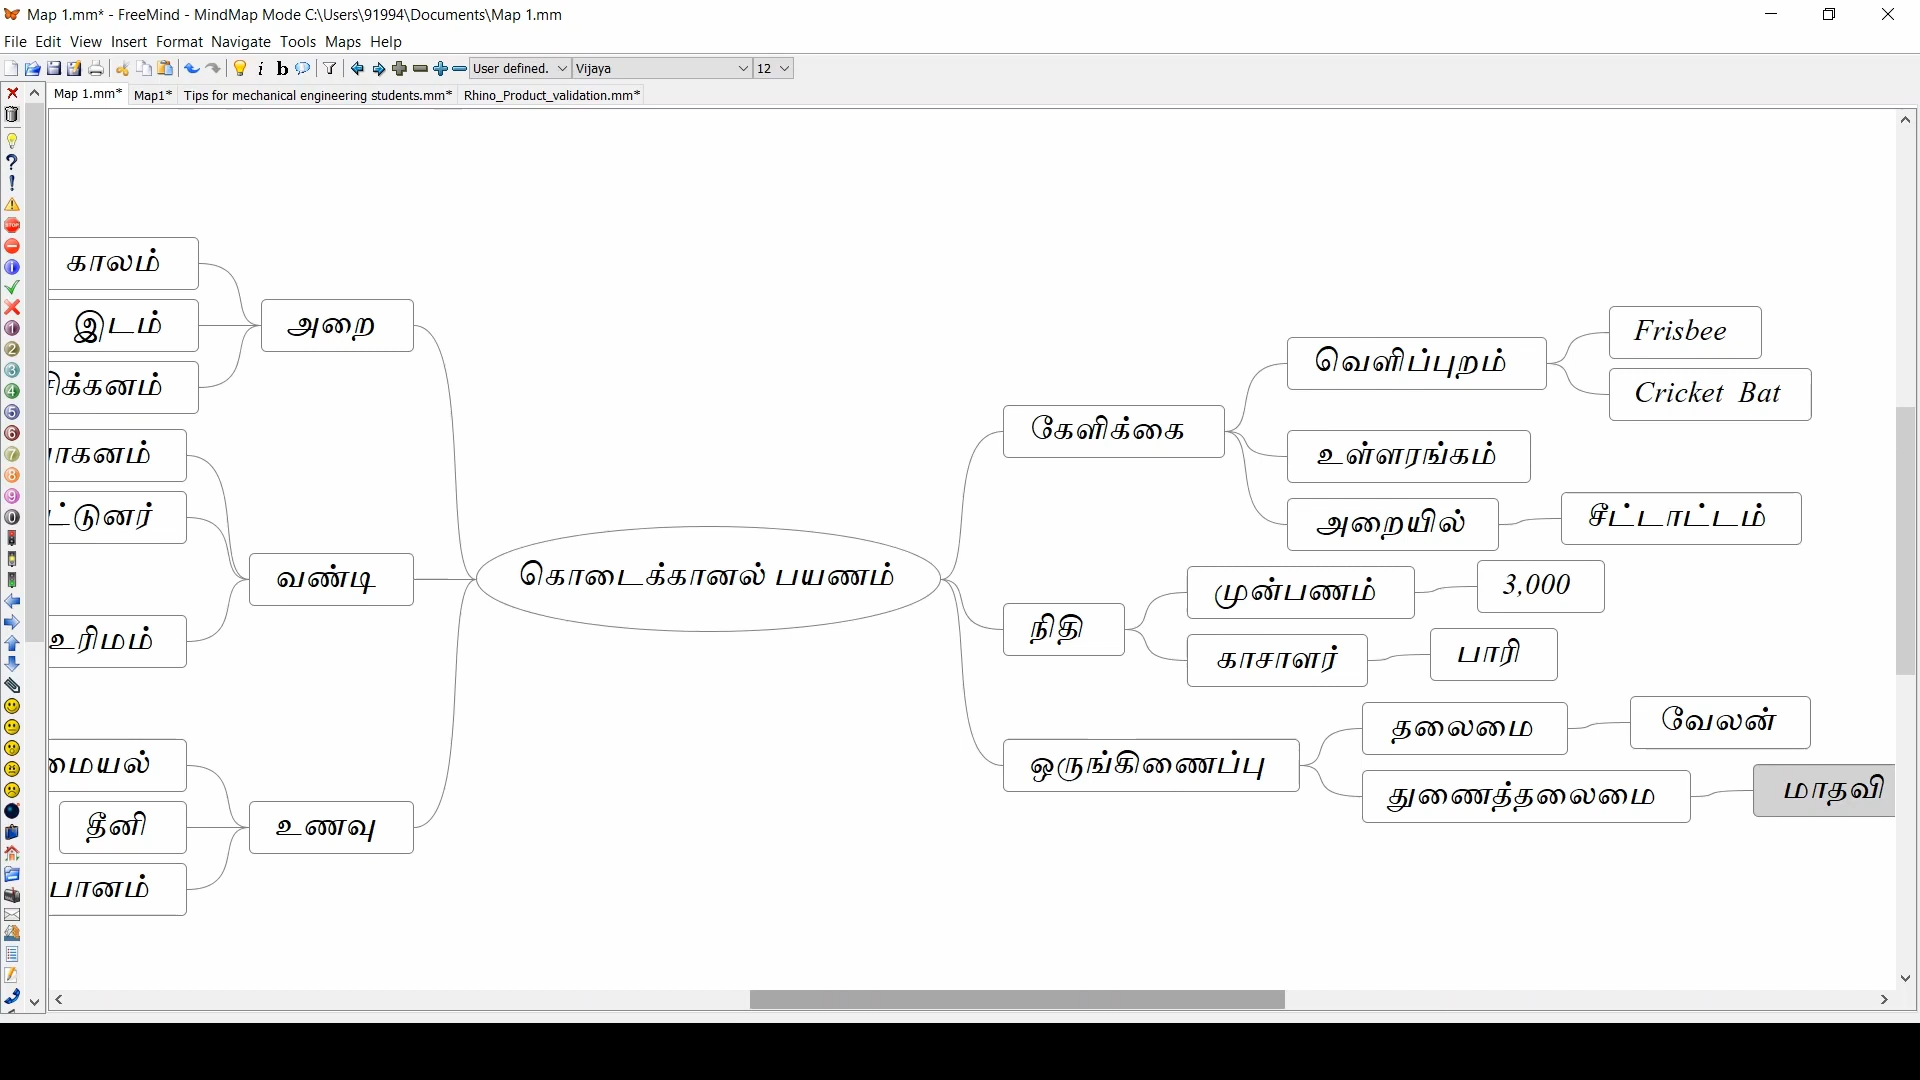 Map 1.mm* - FreeMind - MindMap Mode C:\Users\91994\Documents\Map 1.mm
File Edit View Insert Format Navigate Tools Maps Help
User defined. Vijaya 12
Map 1.mm* Map1* Tips for mechanical engineering students.mm* Rhino_Product_validation.mm*
காலம்
இடம்
அறை
வண்டி
உரிமம்
தீனி
உணவு
பானம்
கொடைக்கானல் பயணம்
கேளிக்கை
வெளிப்புறம்
Frisbee
Cricket Bat
உள்ளரங்கம்
அறையில்
சீட்டாட்டம்
நிதி
முன்பணம்
3,000
காசாளர்
பாரி
ஒருங்கிணைப்பு
தலைமை
வேலன்
துணைத்தலைமை
மாதவி